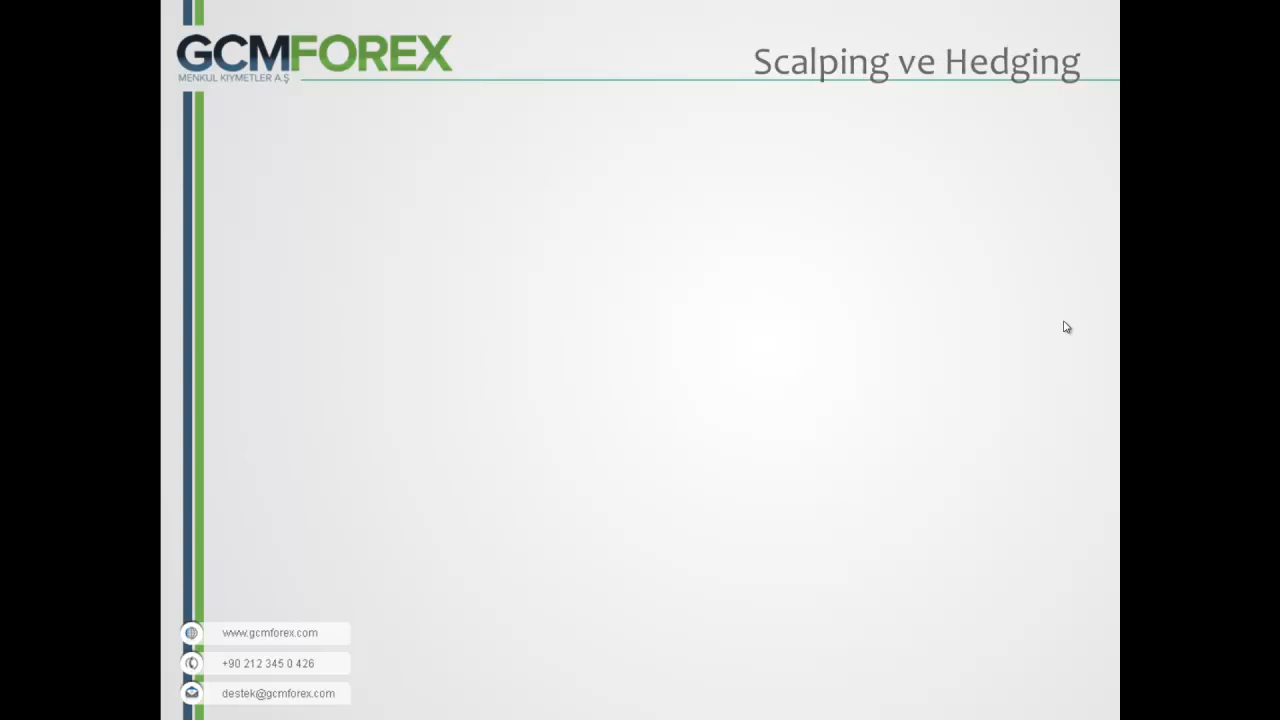 GCMFOREX
MENKUL KIYMETLER A.Ş
Scalping ve Hedging
www.gcmforex.com
+90 212 345 0 426
destek@gcmforex.com